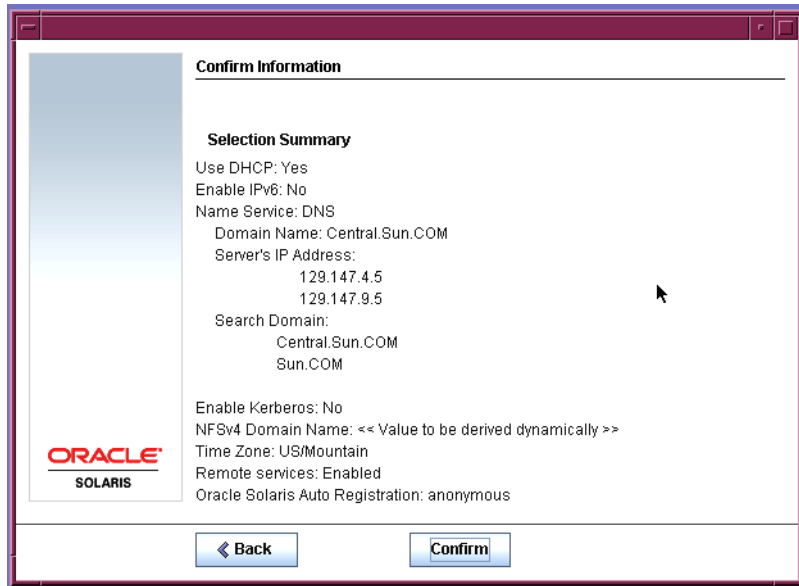 Confirm Information
Selection Summary
Use DHCP: Yes
Enable IPv6: No
Name Service: DNS
Domain Name: Central.Sun.COM
Server's IP Address:
129.147.4.5
129.147.9.5
Search Domain:
Central.Sun.COM
Sun.COM
Enable Kerberos: No
NFSv4 Domain Name: << Value to be derived dynamically >>
Time Zone: US/Mountain
Remote services: Enabled
Oracle Solaris Auto Registration: anonymous
ORACLE
SOLARIS
Back
Confirm